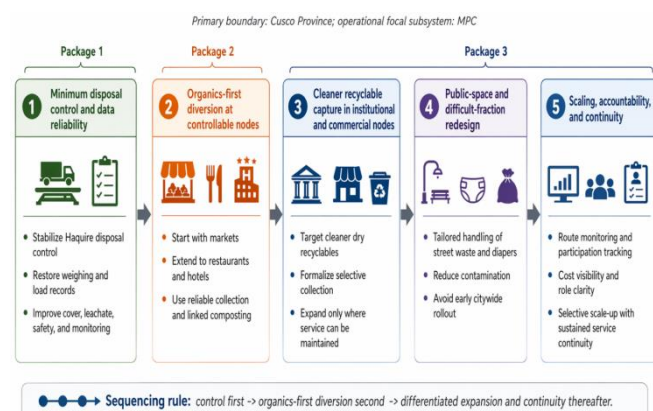 Primary boundary: Cusco Province; operational focal subsystem: MPC
Package 1
Package 2
Package 3
1
Minimum disposal
control and data
reliability
Stabilize Haquire disposal
control
Restore weighing and
load records
Improve cover, leachate,
safety, and monitoring
2
Organics-first
diversion at
controllable nodes
H
Start with markets
Extend to restaurants
and hotels
Use reliable collection
and linked composting
3
Cleaner recyclable
capture in institutional
and commercial nodes
Target cleaner dry
recyclables
Formalize selective
collection
Expand only where
service can be
maintained
4
Public-space and
difficult-fraction
redesign
Tailored handling of
street waste and diapers
Reduce contamination
Avoid early citywide
rollout
5
Scaling, accountability,
and continuity
Route monitoring and
participation tracking
Cost visibility and
role clarity
Selective scale-up with
sustained service
continuity
Sequencing rule: control first -> organics-first diversion second -> differentiated expansion and continuity thereafter.